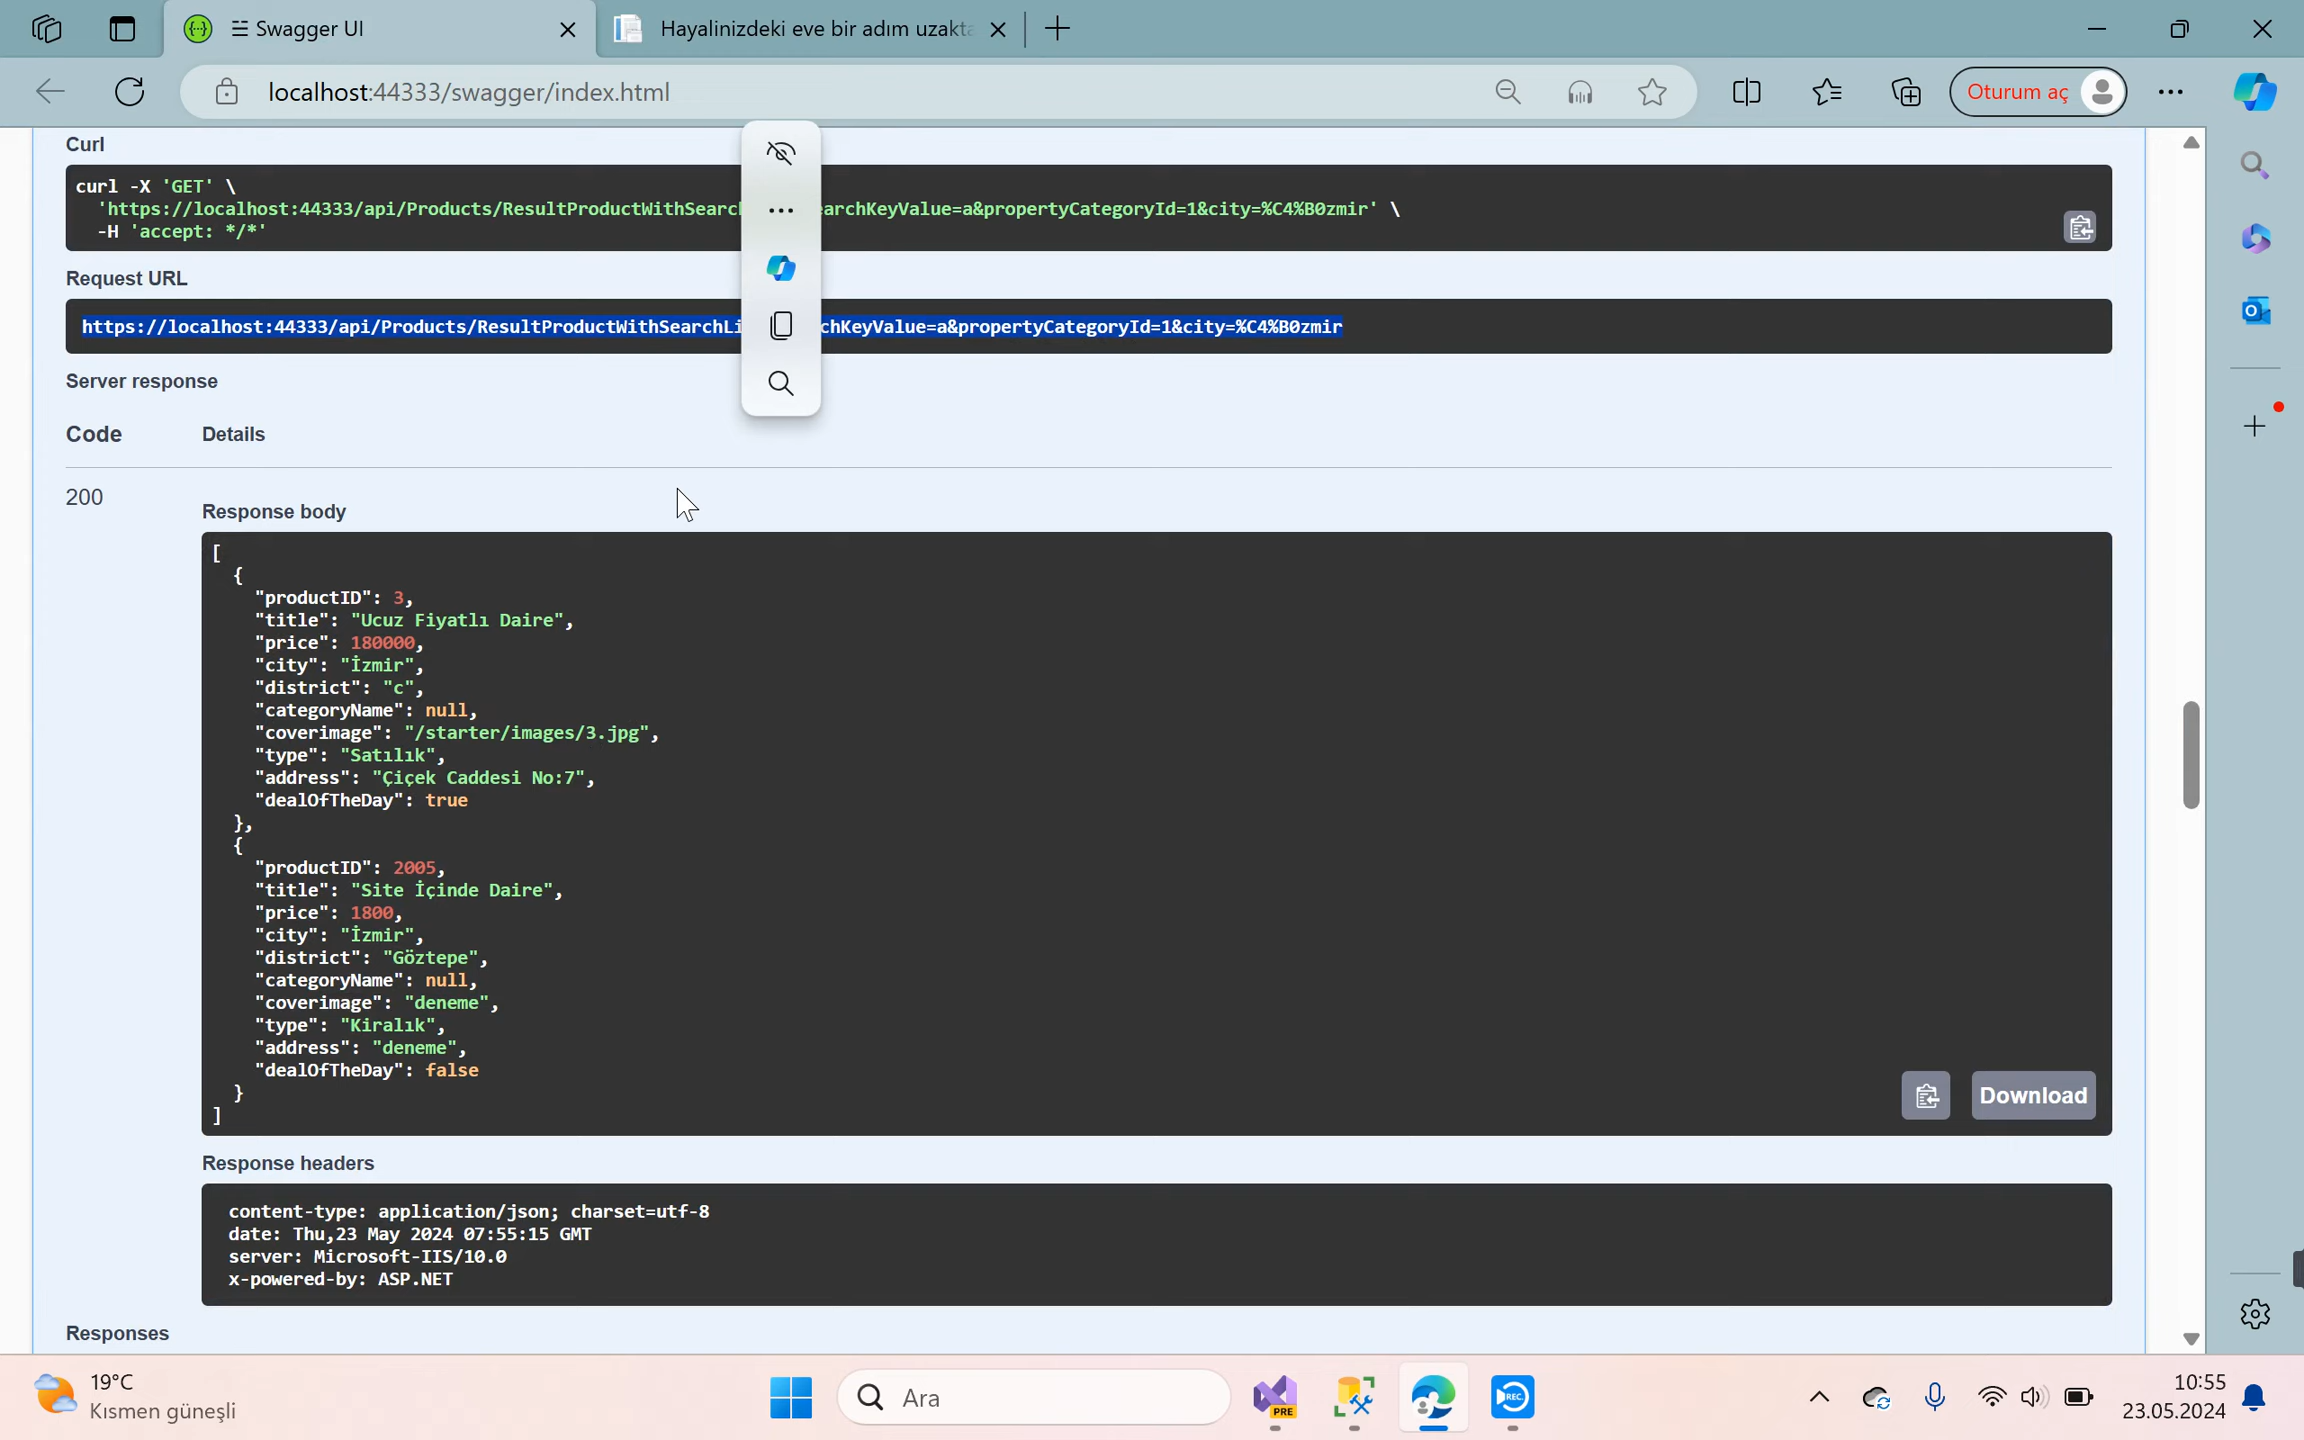 Swagger UI
Hayalinizdeki eve bir adım uzakta
localhost:44333/swagger/index.html
Oturum aç
Curl
curl -X 'GET' \
'https://localhost:44333/api/Products/ResultProductWithSearch archKeyValue=a&propertyCategoryId=1&city=%C4%B0zmir' \
-H 'accept: */*'
Request URL
https://localhost:44333/api/Products/ResultProductWithSearchLi chKeyValue=a&propertyCategoryId=1&city=%C4%B0zmir
Server response
Code Details
200
Response body
[
{
"productID": 3,
"title": "Ucuz Fiyatlı Daire",
"price": 180000,
"city": "İzmir",
"district": "c",
"categoryName": null,
"coverimage": "/starter/images/3.jpg",
"type": "Satılık",
"address": "Çiçek Caddesi No:7",
"dealOfTheDay": true
},
{
"productID": 2005,
"title": "Site İçinde Daire",
"price": 1800,
"city": "İzmir",
"district": "Göztepe",
"categoryName": null,
"coverimage": "deneme",
"type": "Kiralık",
"address": "deneme",
"dealOfTheDay": false
}
]
Download
Response headers
content-type: application/json; charset=utf-8
date: Thu,23 May 2024 07:55:15 GMT
server: Microsoft-IIS/10.0
x-powered-by: ASP.NET
Responses
19°C
Kısmen güneşli
Ara
PRE
REC
10:55
23.05.2024